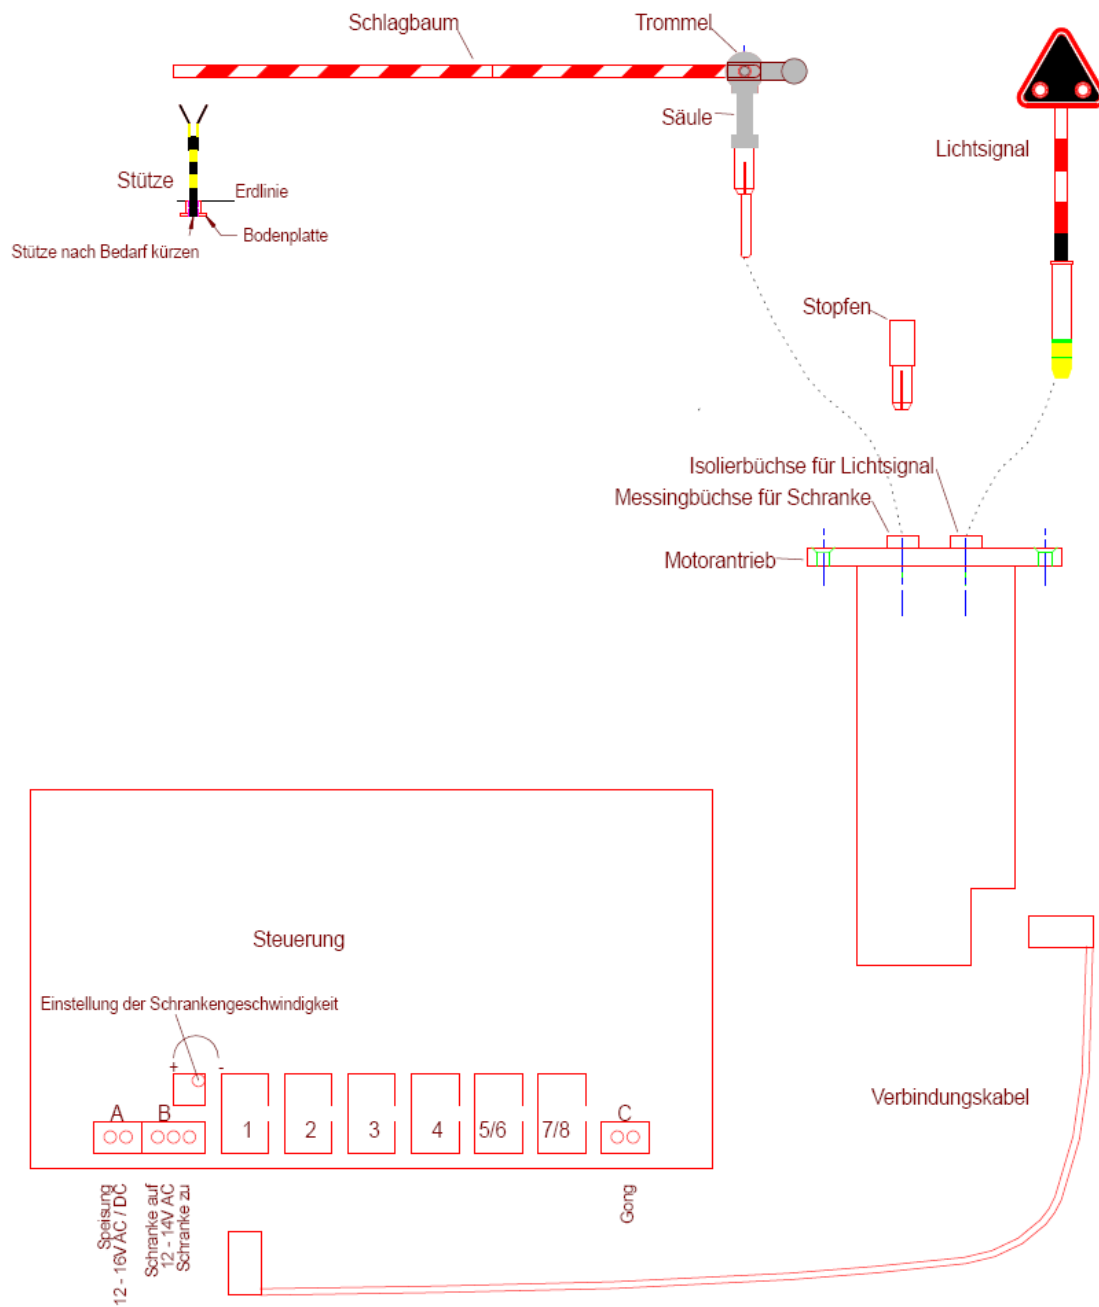 Schlagbaum
Trommel
Säule
Lichtsignal
Stütze
Erdlinie
Bodenplatte
Stütze nach Bedarf kürzen
Stopfen
Isolierbüchse für Lichtsignal
Messingbüchse für Schranke
Motorantrieb
Steuerung
Einstellung der Schrankengeschwindigkeit
+ -
A B C
1 2 3 4 5/6 7/8
Verbindungskabel
Speisung
12 - 16V AC / DC
Schranke auf
12 - 14V AC
Schranke zu
Gong